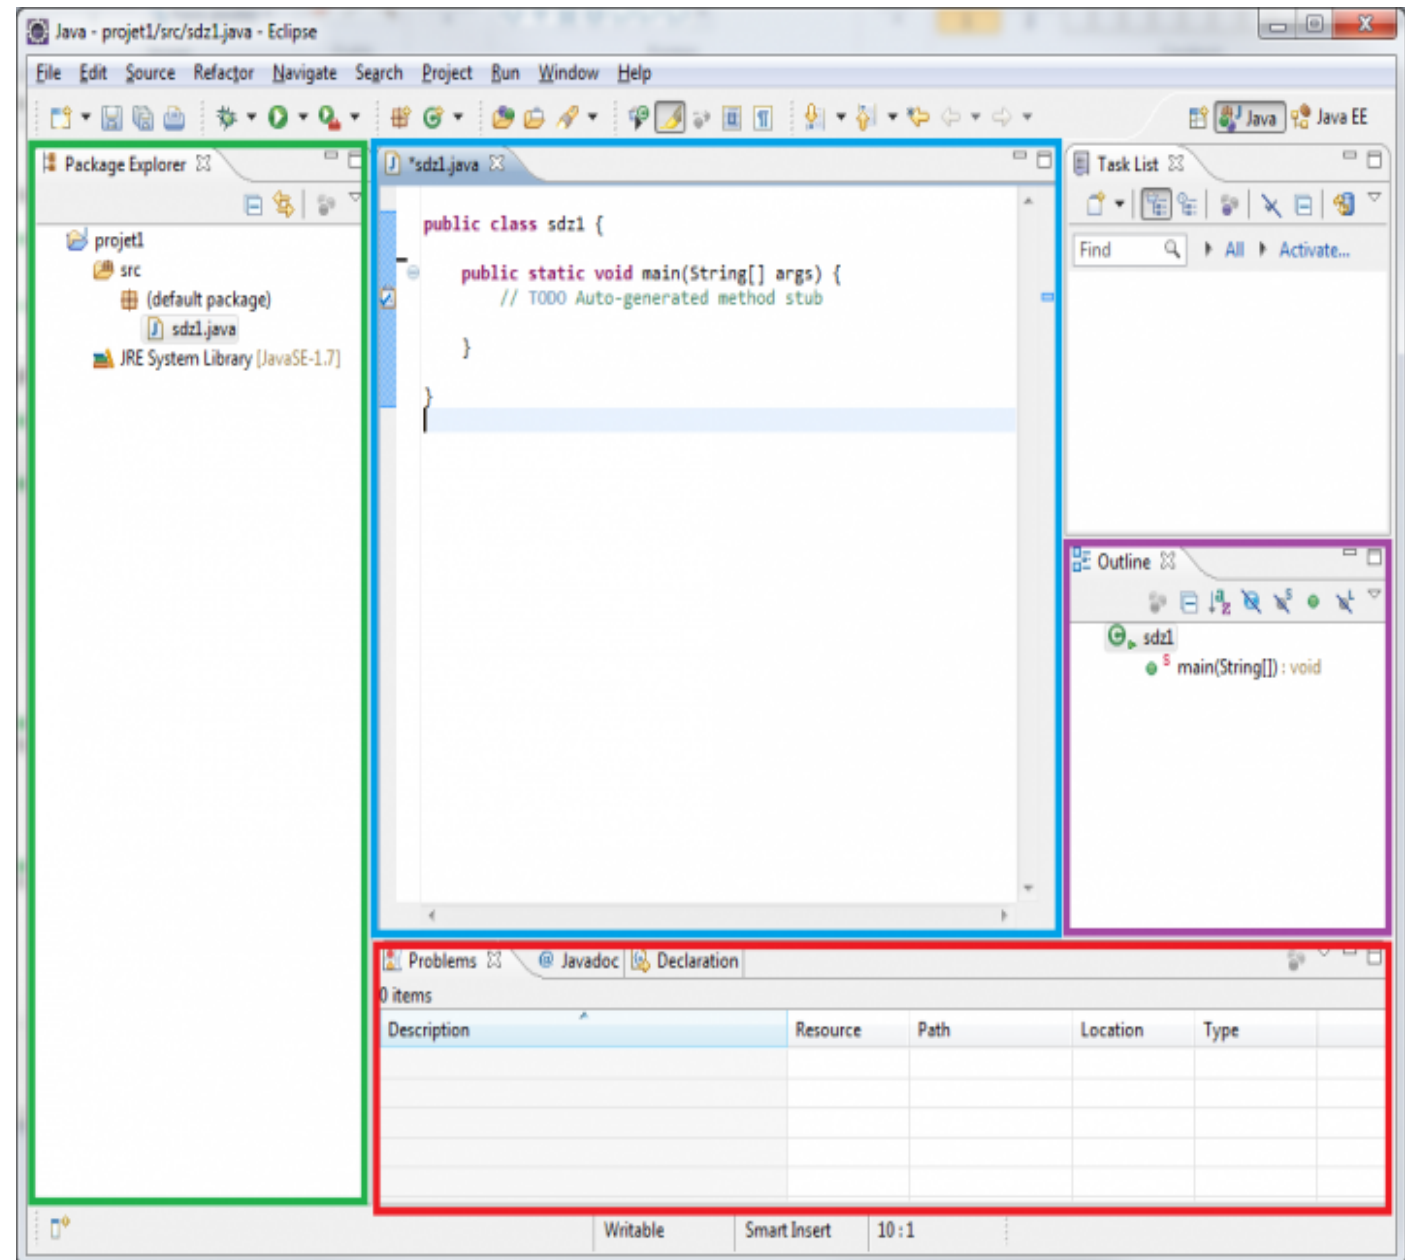 Java - projet1/src/sdz1.java - Eclipse
File Edit Source Refactor Navigate Search Project Run Window Help
Java Java EE
Package Explorer
projet1
src
(default package)
sdz1.java
JRE System Library [JavaSE-1.7]
*sdz1.java
public class sdz1 {
public static void main(String[] args) {
// TODO Auto-generated method stub
}
}
Task List
Find All Activate...
Outline
sdz1
main(String[]) : void
Problems @ Javadoc Declaration
0 items
Description Resource Path Location Type
Writable Smart Insert 10 : 1